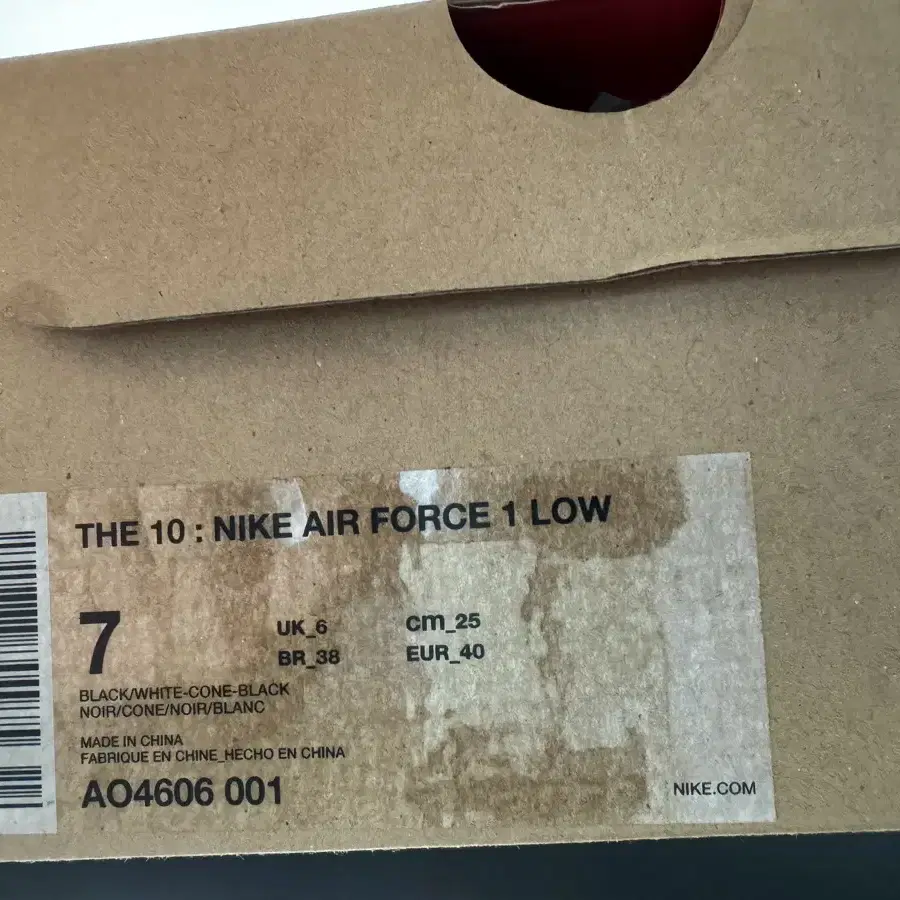 THE 10 : NIKE AIR FORCE 1 LOW
7
UK_6 cm_25
BR_38 EUR_40
BLACK/WHITE-CONE-BLACK
NOIR/CONE/NOIR/BLANC
MADE IN CHINA
FABRIQUE EN CHINE_HECHO EN CHINA
AO4606 001
NIKE.COM